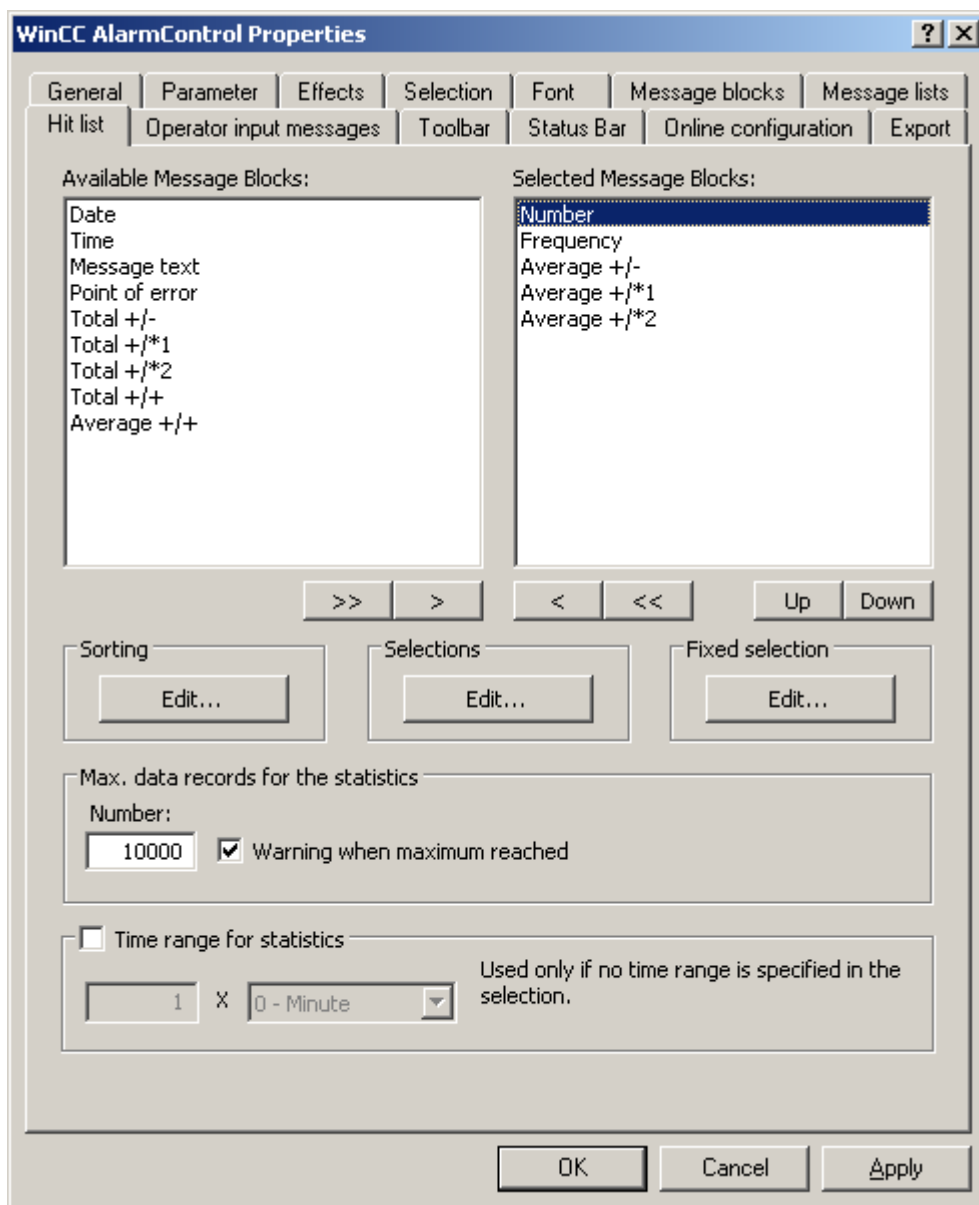 WinCC AlarmControl Properties
General Parameter Effects Selection Font Message blocks Message lists
Hit list Operator input messages Toolbar Status Bar Online configuration Export
Available Message Blocks:
Date
Time
Message text
Point of error
Total +/-
Total +/*1
Total +/*2
Total +/+
Average +/+
Selected Message Blocks:
Number
Frequency
Average +/-
Average +/*1
Average +/*2
>> > < << Up Down
Sorting Selections Fixed selection
Edit... Edit... Edit...
Max. data records for the statistics
Number:
10000 Warning when maximum reached
Time range for statistics
1 X 0 - Minute
Used only if no time range is specified in the
selection.
OK Cancel Apply